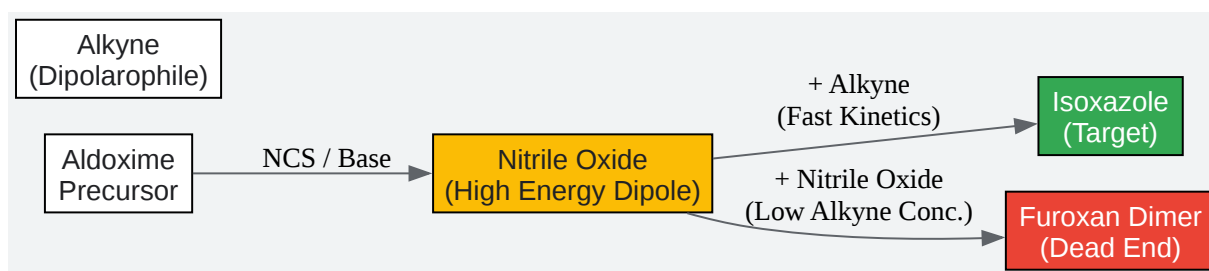 Alkyne
(Dipolarophile)
Aldoxime
Precursor
NCS / Base
Nitrile Oxide
(High Energy Dipole)
+ Alkyne
(Fast Kinetics)
+ Nitrile Oxide
(Low Alkyne Conc.)
Isoxazole
(Target)
Furoxan Dimer
(Dead End)